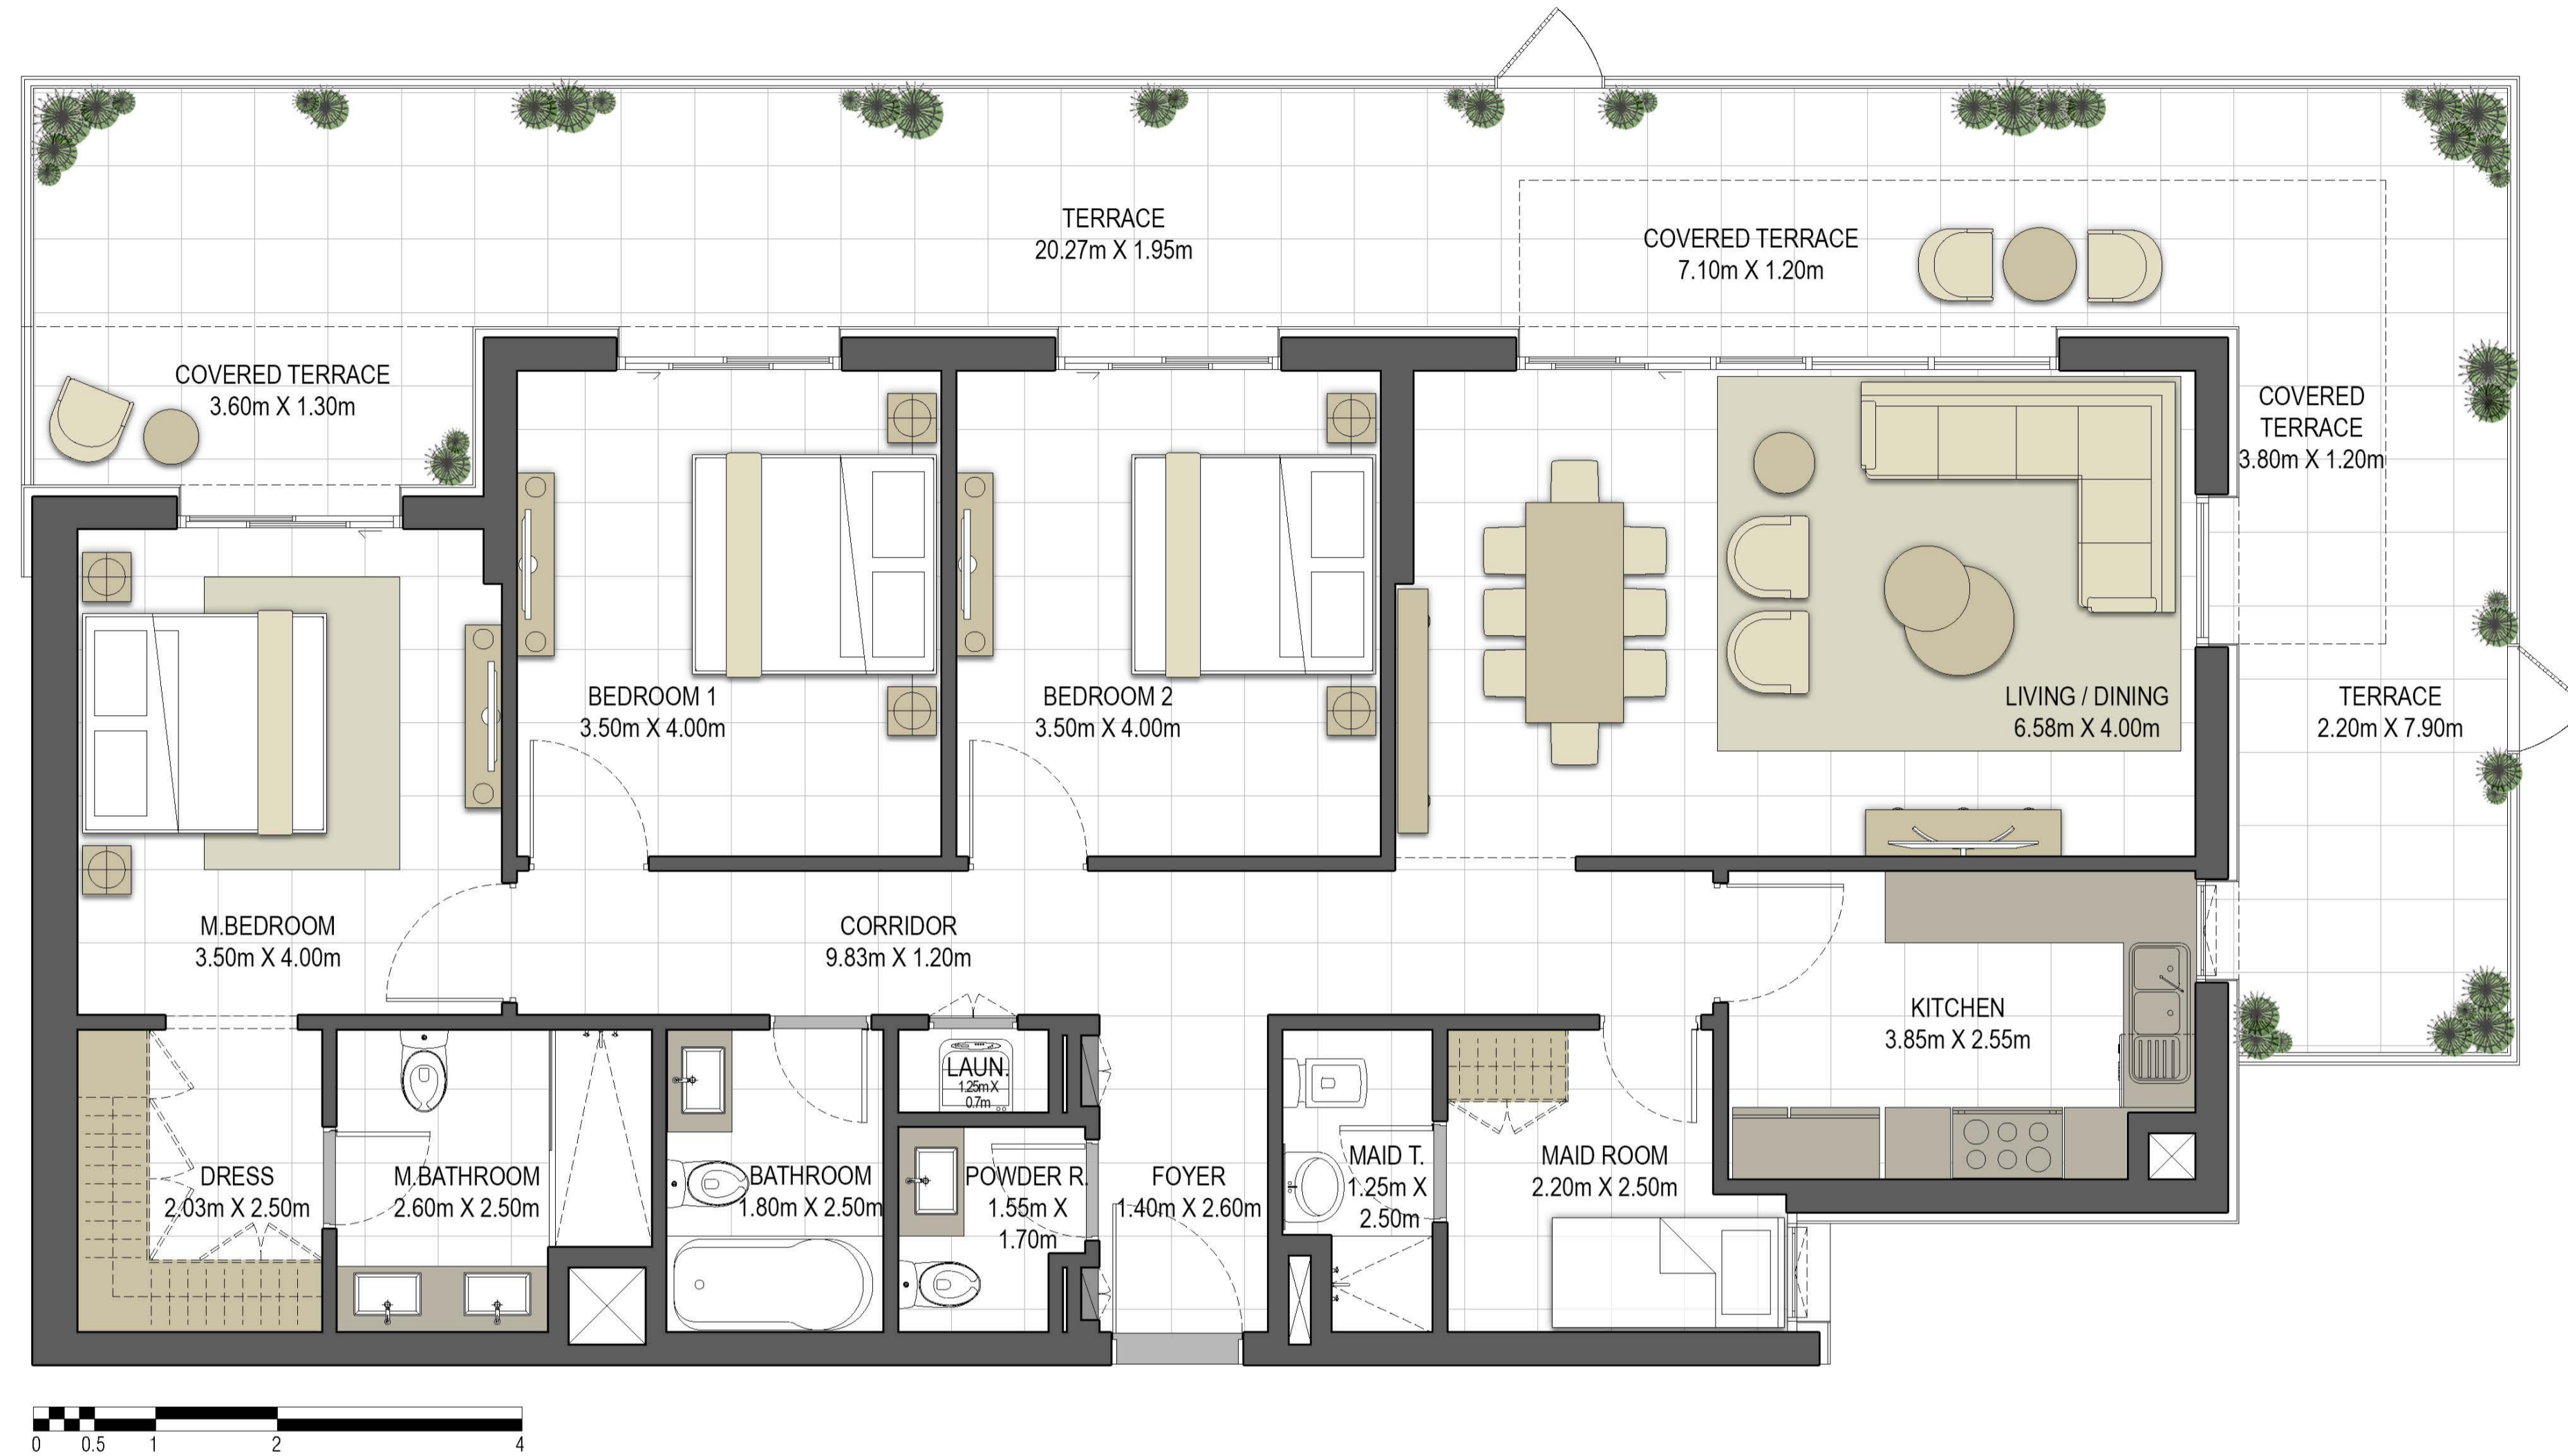 TERRACE
20.27m X 1.95m
COVERED TERRACE
7.10m X 1.20m
COVERED TERRACE
3.60m X 1.30m
COVERED
TERRACE
3.80m X 1.20m
BEDROOM 1
3.50m X 4.00m
BEDROOM 2
3.50m X 4.00m
LIVING / DINING
6.58m X 4.00m
TERRACE
2.20m X 7.90m
M.BEDROOM
3.50m X 4.00m
CORRIDOR
9.83m X 1.20m
KITCHEN
3.85m X 2.55m
LAUN.
1.25m X
0.7m
DRESS
2.03m X 2.50m
M.BATHROOM
2.60m X 2.50m
BATHROOM
1.80m X 2.50m
POWDER R.
1.55m X
1.70m
FOYER
1.40m X 2.60m
MAID T.
1.25m X
2.50m
MAID ROOM
2.20m X 2.50m
0 0.5 1 2 4